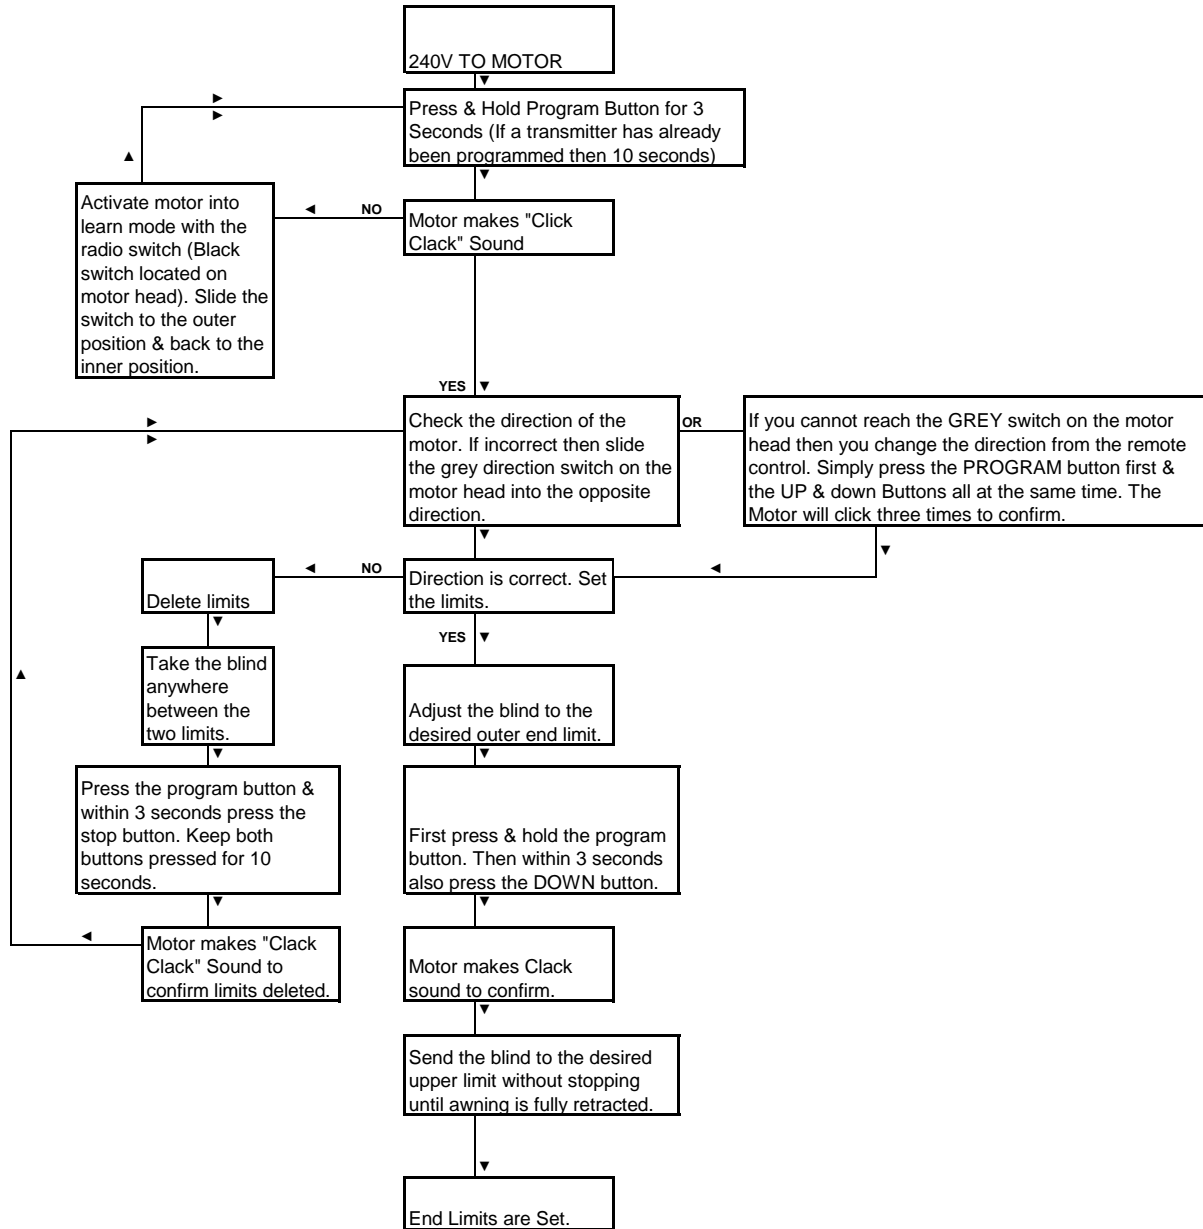 240V TO MOTOR
Press & Hold Program Button for 3
Seconds (If a transmitter has already
been programmed then 10 seconds)
Activate motor into
learn mode with the
radio switch (Black
switch located on
motor head). Slide the
switch to the outer
position & back to the
inner position.
NO
Motor makes "Click
Clack" Sound
YES
Check the direction of the
motor. If incorrect then slide
the grey direction switch on the
motor head into the opposite
direction.
OR
If you cannot reach the GREY switch on the motor
head then you change the direction from the remote
control. Simply press the PROGRAM button first &
the UP & down Buttons all at the same time. The
Motor will click three times to confirm.
Delete limits
NO
Direction is correct. Set
the limits.
YES
Take the blind
anywhere
between the
two limits.
Adjust the blind to the
desired outer end limit.
Press the program button &
within 3 seconds press the
stop button. Keep both
buttons pressed for 10
seconds.
First press & hold the program
button. Then within 3 seconds
also press the DOWN button.
Motor makes "Clack
Clack" Sound to
confirm limits deleted.
Motor makes Clack
sound to confirm.
Send the blind to the desired
upper limit without stopping
until awning is fully retracted.
End Limits are Set.